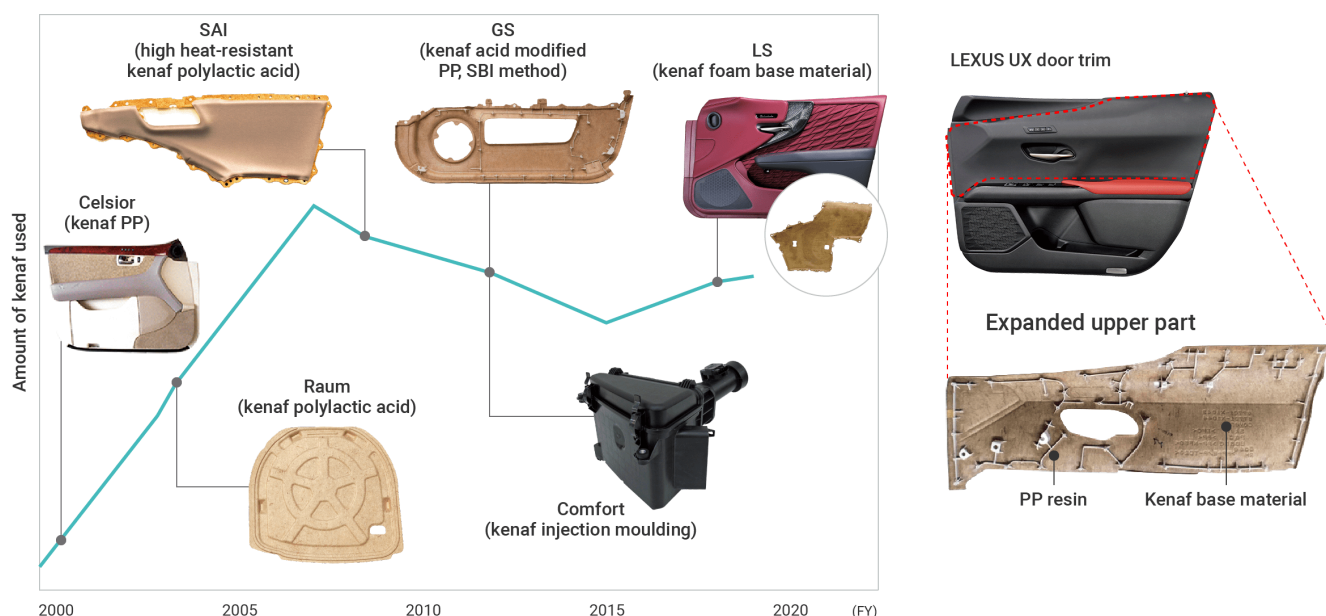 SAI
(high heat-resistant
kenaf polylactic acid)
GS
(kenaf acid modified
PP, SBI method)
LS
(kenaf foam base material)
Celsior
(kenaf PP)
Raum
(kenaf polylactic acid)
Comfort
(kenaf injection moulding)
Amount of kenaf used
2000
2005
2010
2015
2020
(FY)
LEXUS UX door trim
Expanded upper part
PP resin
Kenaf base material